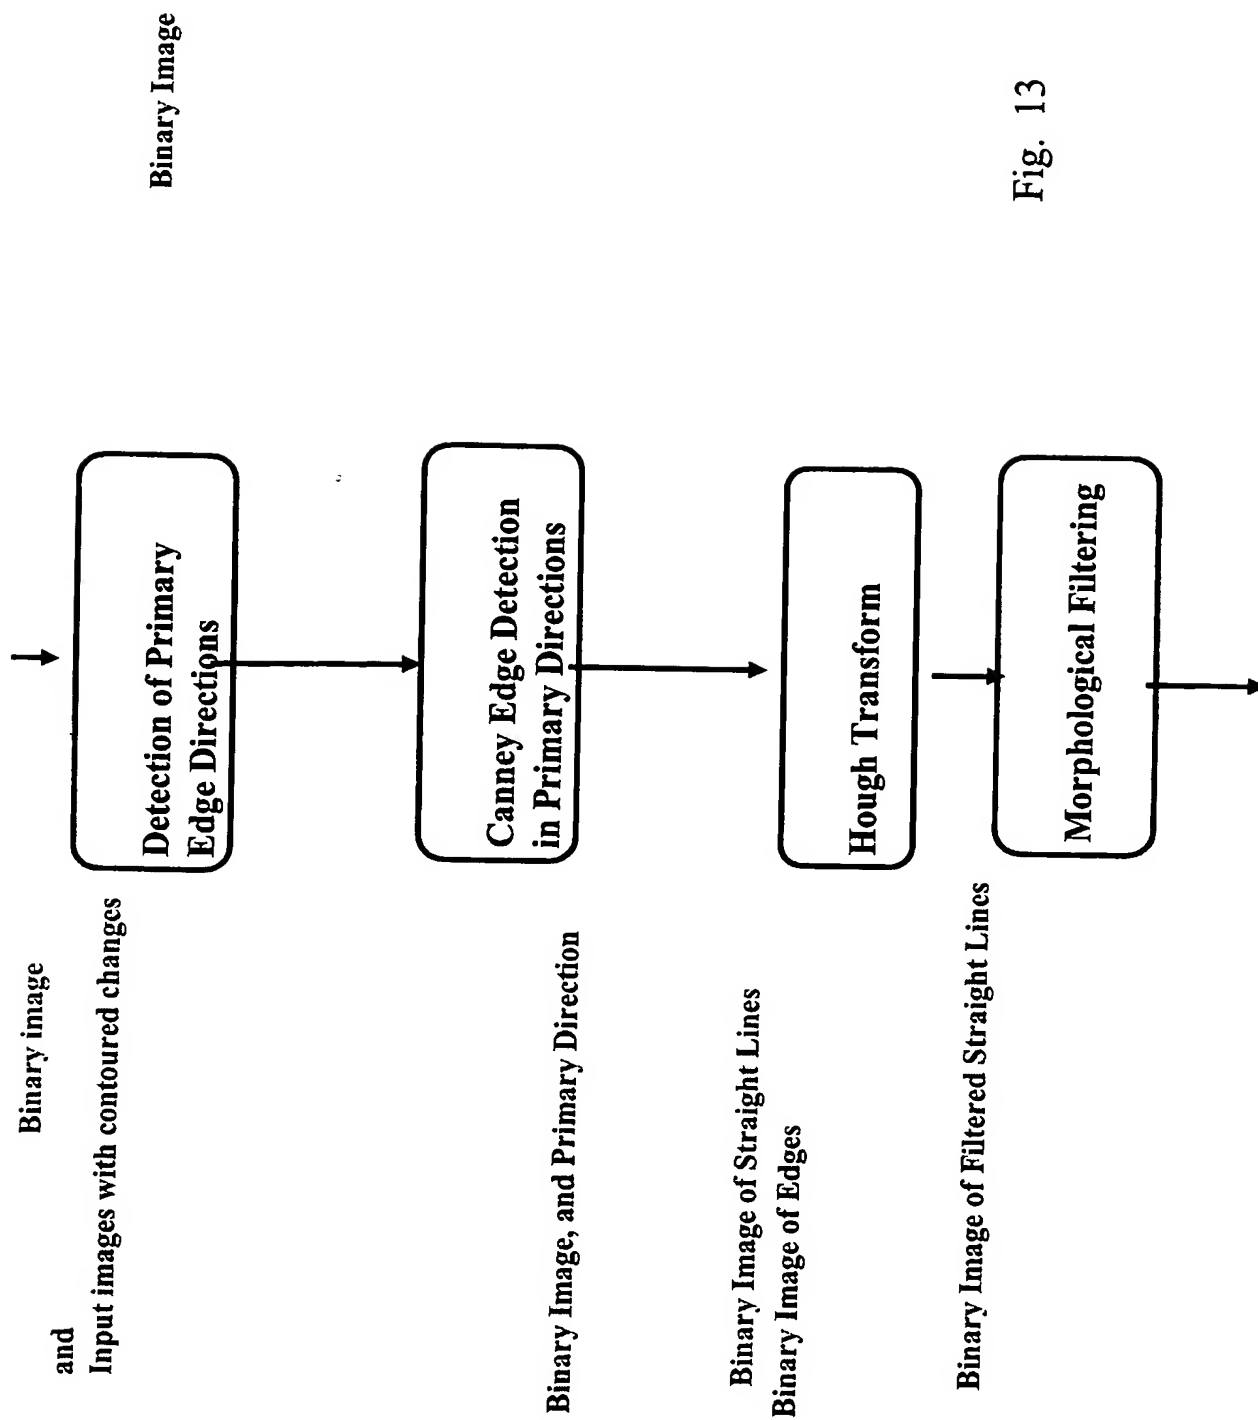 Binary image
and
Input images with contoured changes
Detection of Primary
Edge Directions
Binary Image
Binary Image, and Primary Direction
Canney Edge Detection
in Primary Directions
Binary Image of Straight Lines
Binary Image of Edges
Hough Transform
Binary Image of Filtered Straight Lines
Morphological Filtering
Fig. 13